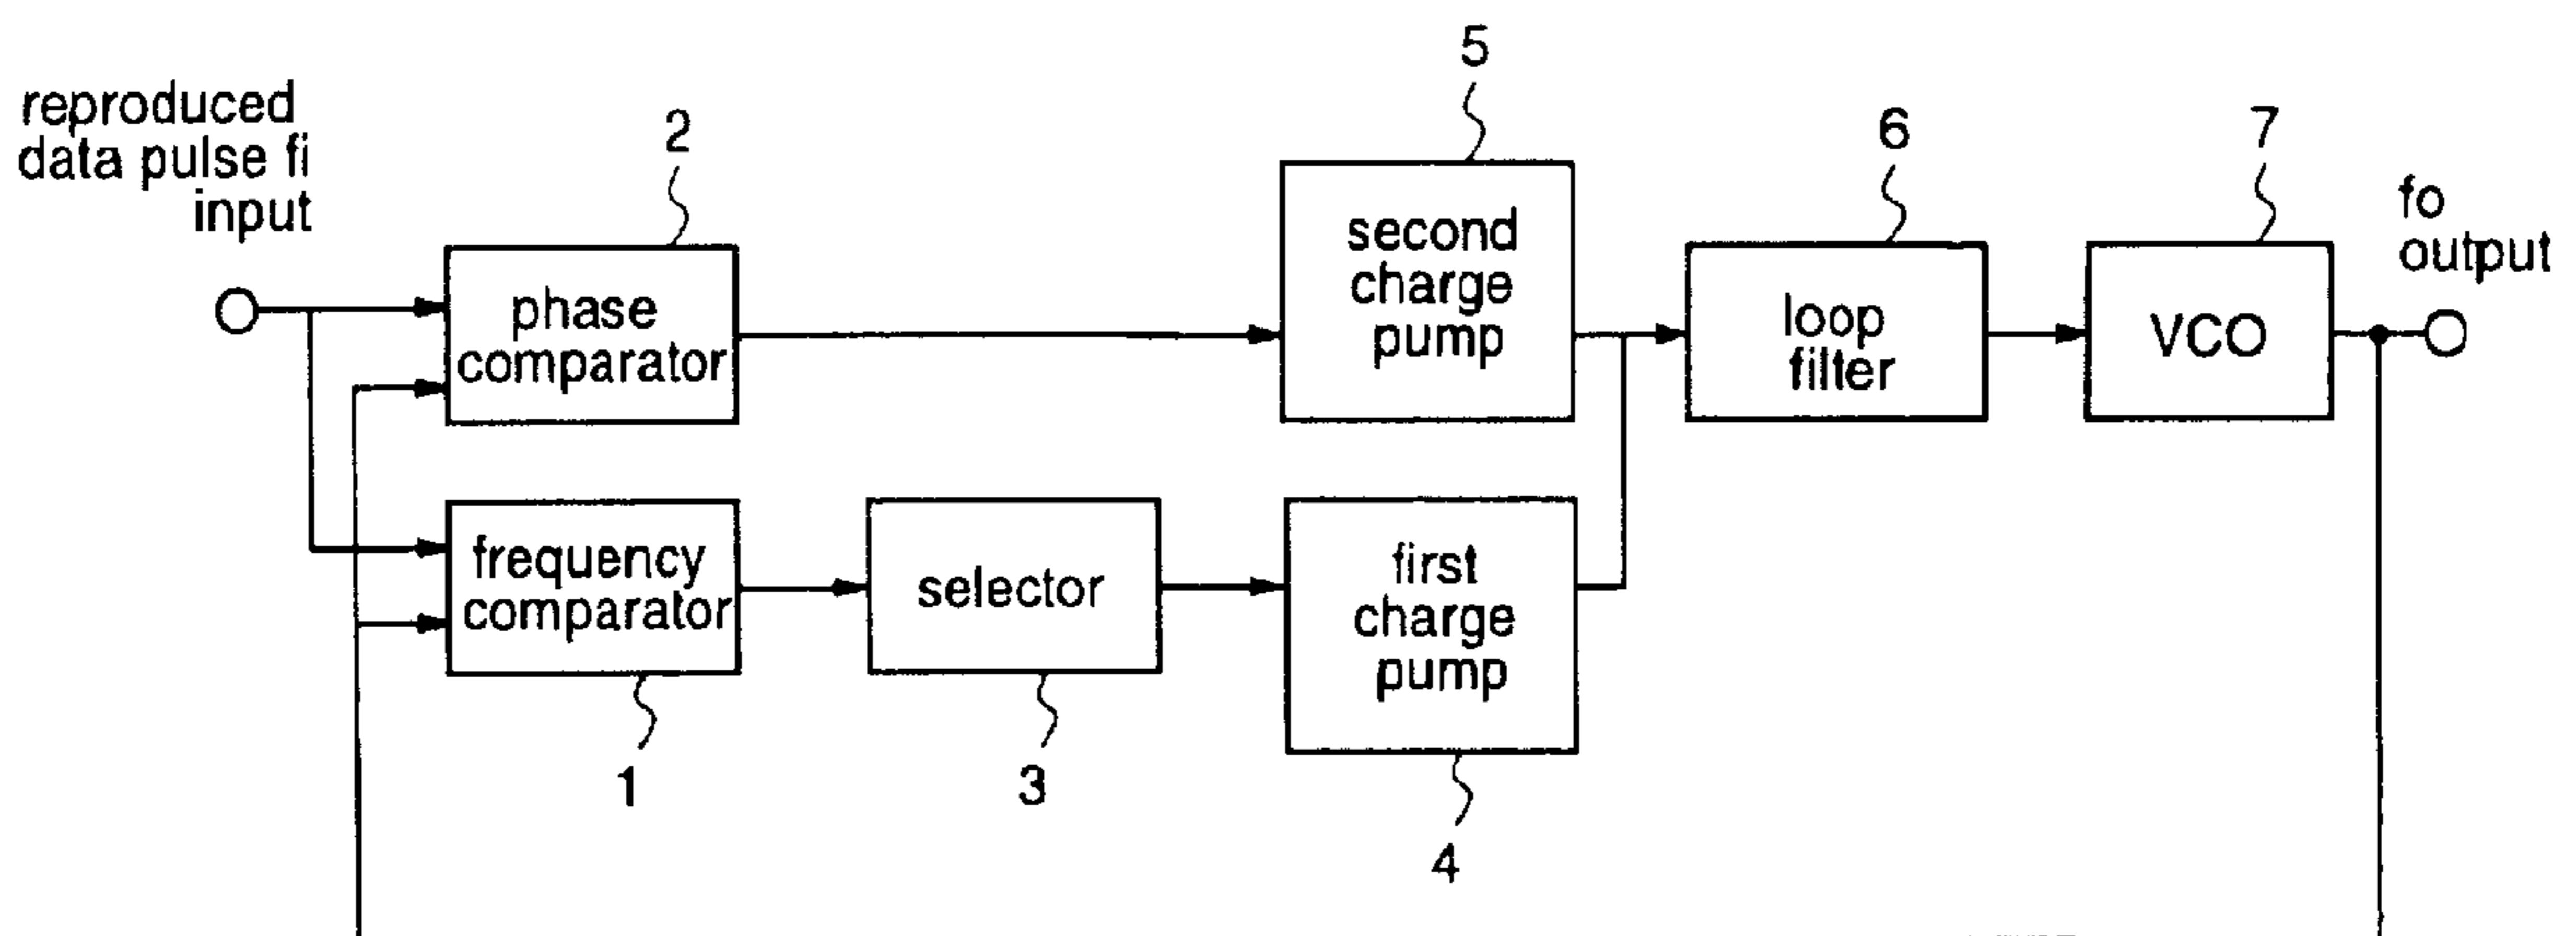 reproduced
data pulse fi
input
2
phase
comparator
5
second
charge
pump
6
loop
filter
7
VCO
fo
output
frequency
comparator
1
selector
3
first
charge
pump
4